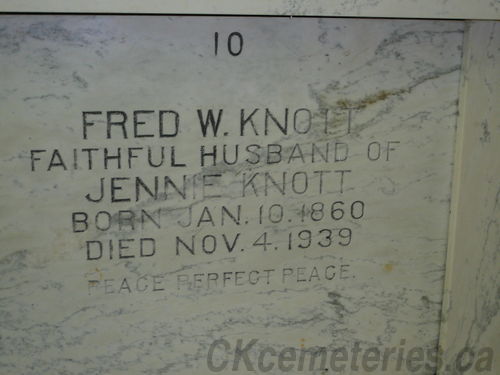 10
FRED W. KNOTT
FAITHFUL HUSBAND OF
JENNIE KNOTT
BORN JAN. 10. 1860
DIED NOV. 4. 1939
PEACE PERFECT PEACE.
CKcemeteries.ca